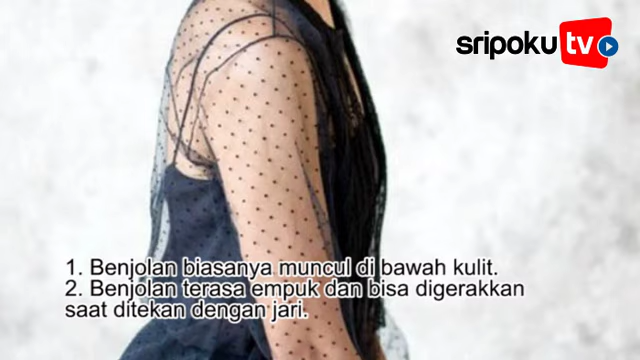 sripoku tv
1. Benjolan biasanya muncul di bawah kulit.
2. Benjolan terasa empuk dan bisa digerakkan
saat ditekan dengan jari.